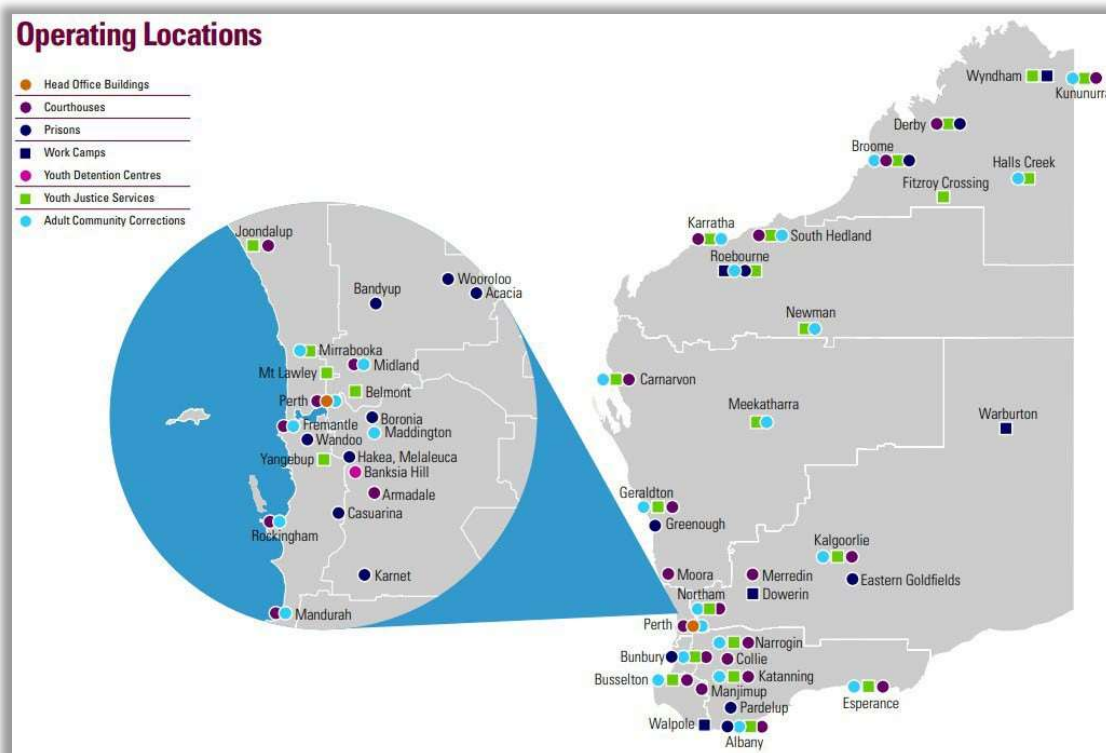 Operating Locations
Head Office Buildings
Courthouses
Prisons
Work Camps
Youth Detention Centres
Youth Justice Services
Adult Community Corrections
Joondalup
Wooroloo
Acacia
Bandyup
Mirrabooka
Midland
Mt Lawley
Belmont
Perth
Boronia
Fremantle
Maddington
Wandoo
Yangebup
Hakea, Melaleuca
Banksia Hill
Armadale
Casuarina
Rockingham
Karnet
Mandurah
Wyndham
Kununurra
Derby
Broome
Halls Creek
Fitzroy Crossing
Karratha
South Hedland
Roebourne
Newman
Carnarvon
Meekatharra
Warburton
Geraldton
Greenough
Kalgoorlie
Moora
Merredin
Eastern Goldfields
Dowerin
Northam
Perth
Narrogin
Bunbury
Collie
Busselton
Katanning
Manjimup
Esperance
Pardelup
Walpole
Albany